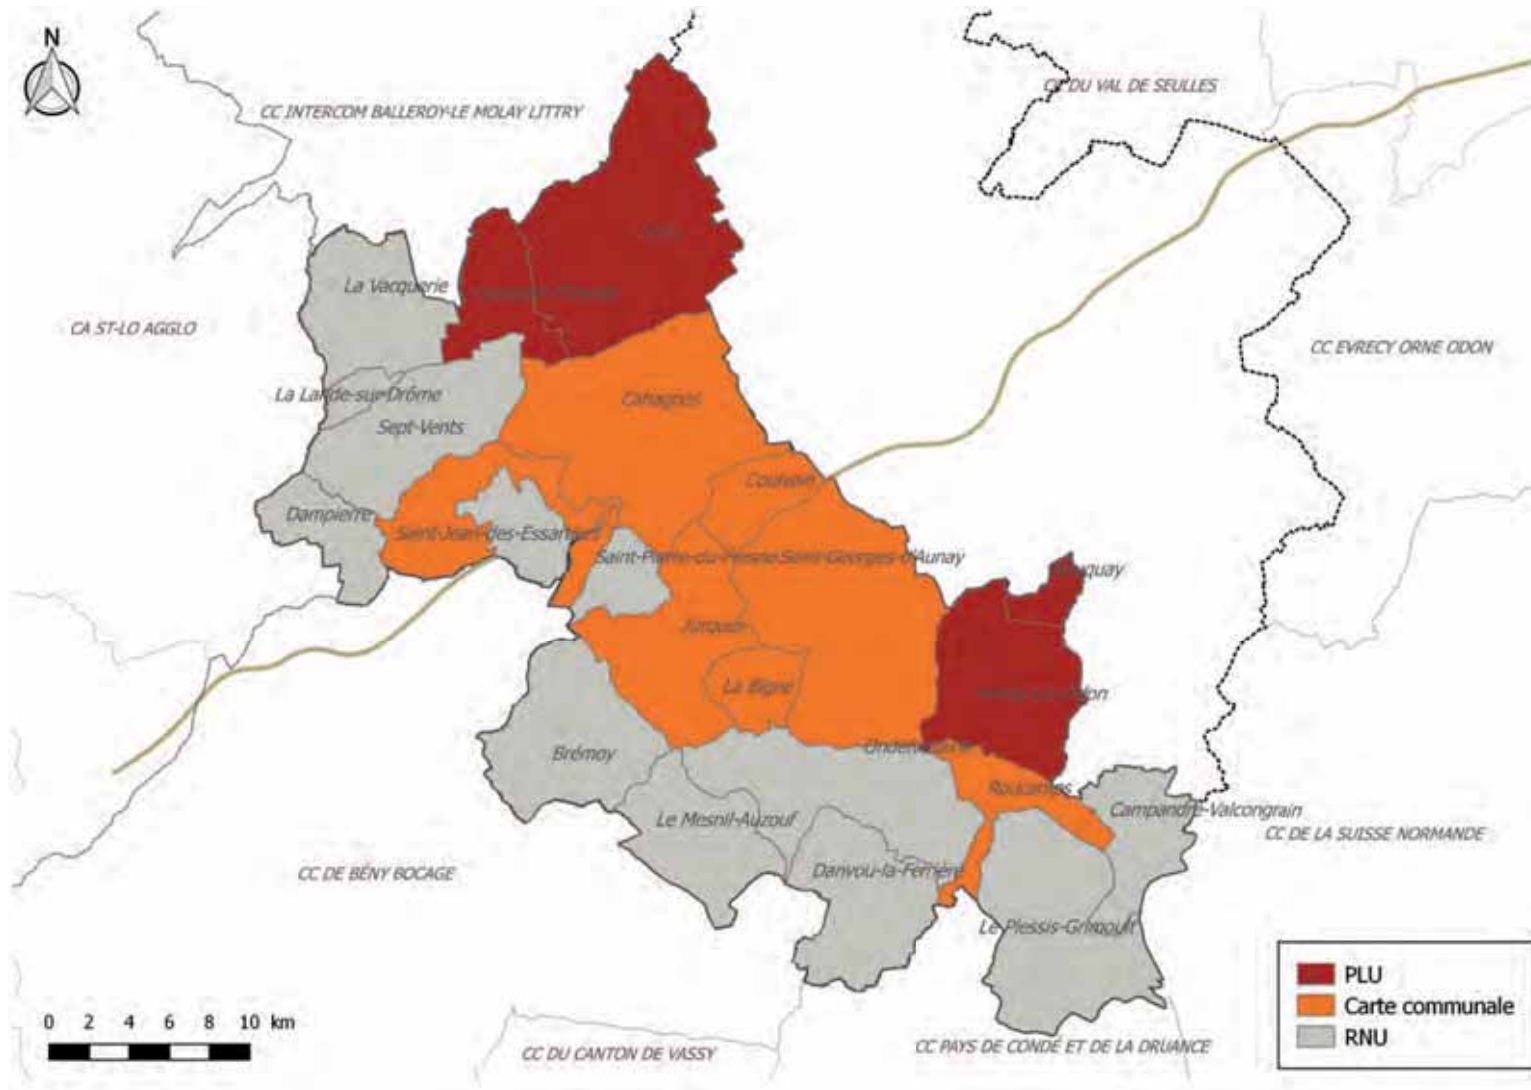 N
CC INTERCOM BALLEROY-LE MOLAY LITTRY
DU VAL DE SEULLES
La Vacquerie
CA ST-LO AGGLO
CC EVRECY ORNE ODON
La Lande-sur-Drôme
Cahagnes
Sept-Vents
Coulvain
Dampierre
Saint-Jean-des-Essartiers
Saint-Pierre-du-Fresne
Saint-Georges-d'Aunay
Bauquay
Jurques
La Bigne
Brémoy
Ondefontaine
Roucamps
Campandré-Valcongrain
Le Mesnil-Auzouf
CC DE LA SUISSE NORMANDE
CC DE BÉNY BOCAGE
Danvou-la-Ferrière
Le Plessis-Grimoult
PLU
Carte communale
RNU
0 2 4 6 8 10 km
CC DU CANTON DE VASSY
CC PAYS DE CONDÉ ET DE LA DRUANCE